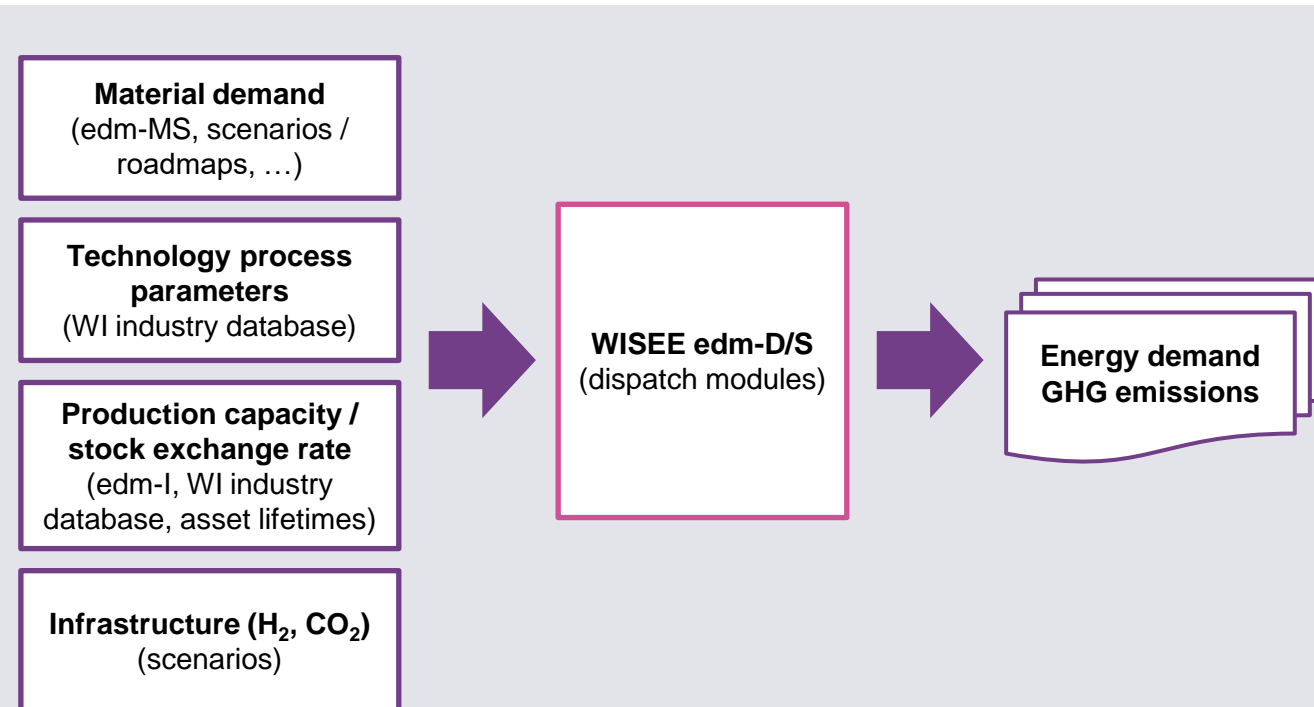 Material demand
(edm-MS, scenarios /
roadmaps, …)
Technology process
parameters
(WI industry database)
Production capacity /
stock exchange rate
(edm-I, WI industry
database, asset lifetimes)
Infrastructure (H₂, CO₂)
(scenarios)
WISEE edm-D/S
(dispatch modules)
Energy demand
GHG emissions